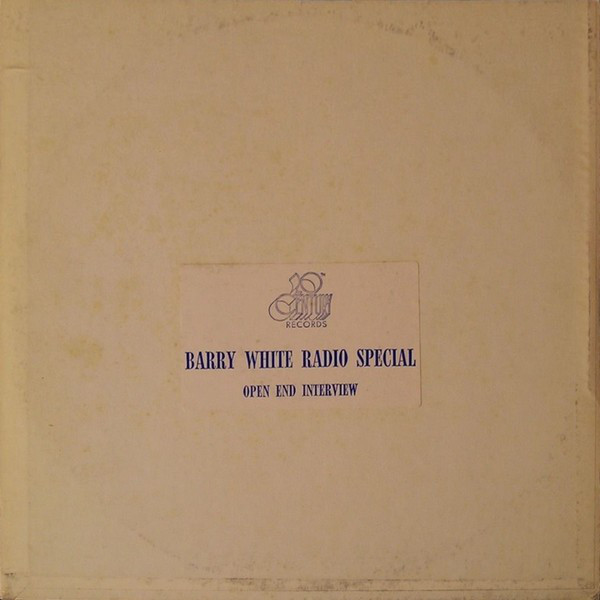 20th
Century
RECORDS
BARRY WHITE RADIO SPECIAL
OPEN END INTERVIEW